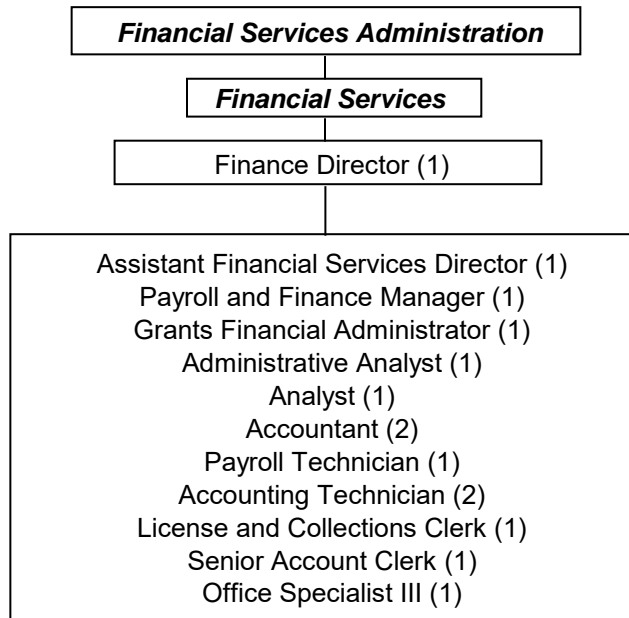 Financial Services Administration
Financial Services
Finance Director (1)
Assistant Financial Services Director (1)
Payroll and Finance Manager (1)
Grants Financial Administrator (1)
Administrative Analyst (1)
Analyst (1)
Accountant (2)
Payroll Technician (1)
Accounting Technician (2)
License and Collections Clerk (1)
Senior Account Clerk (1)
Office Specialist III (1)